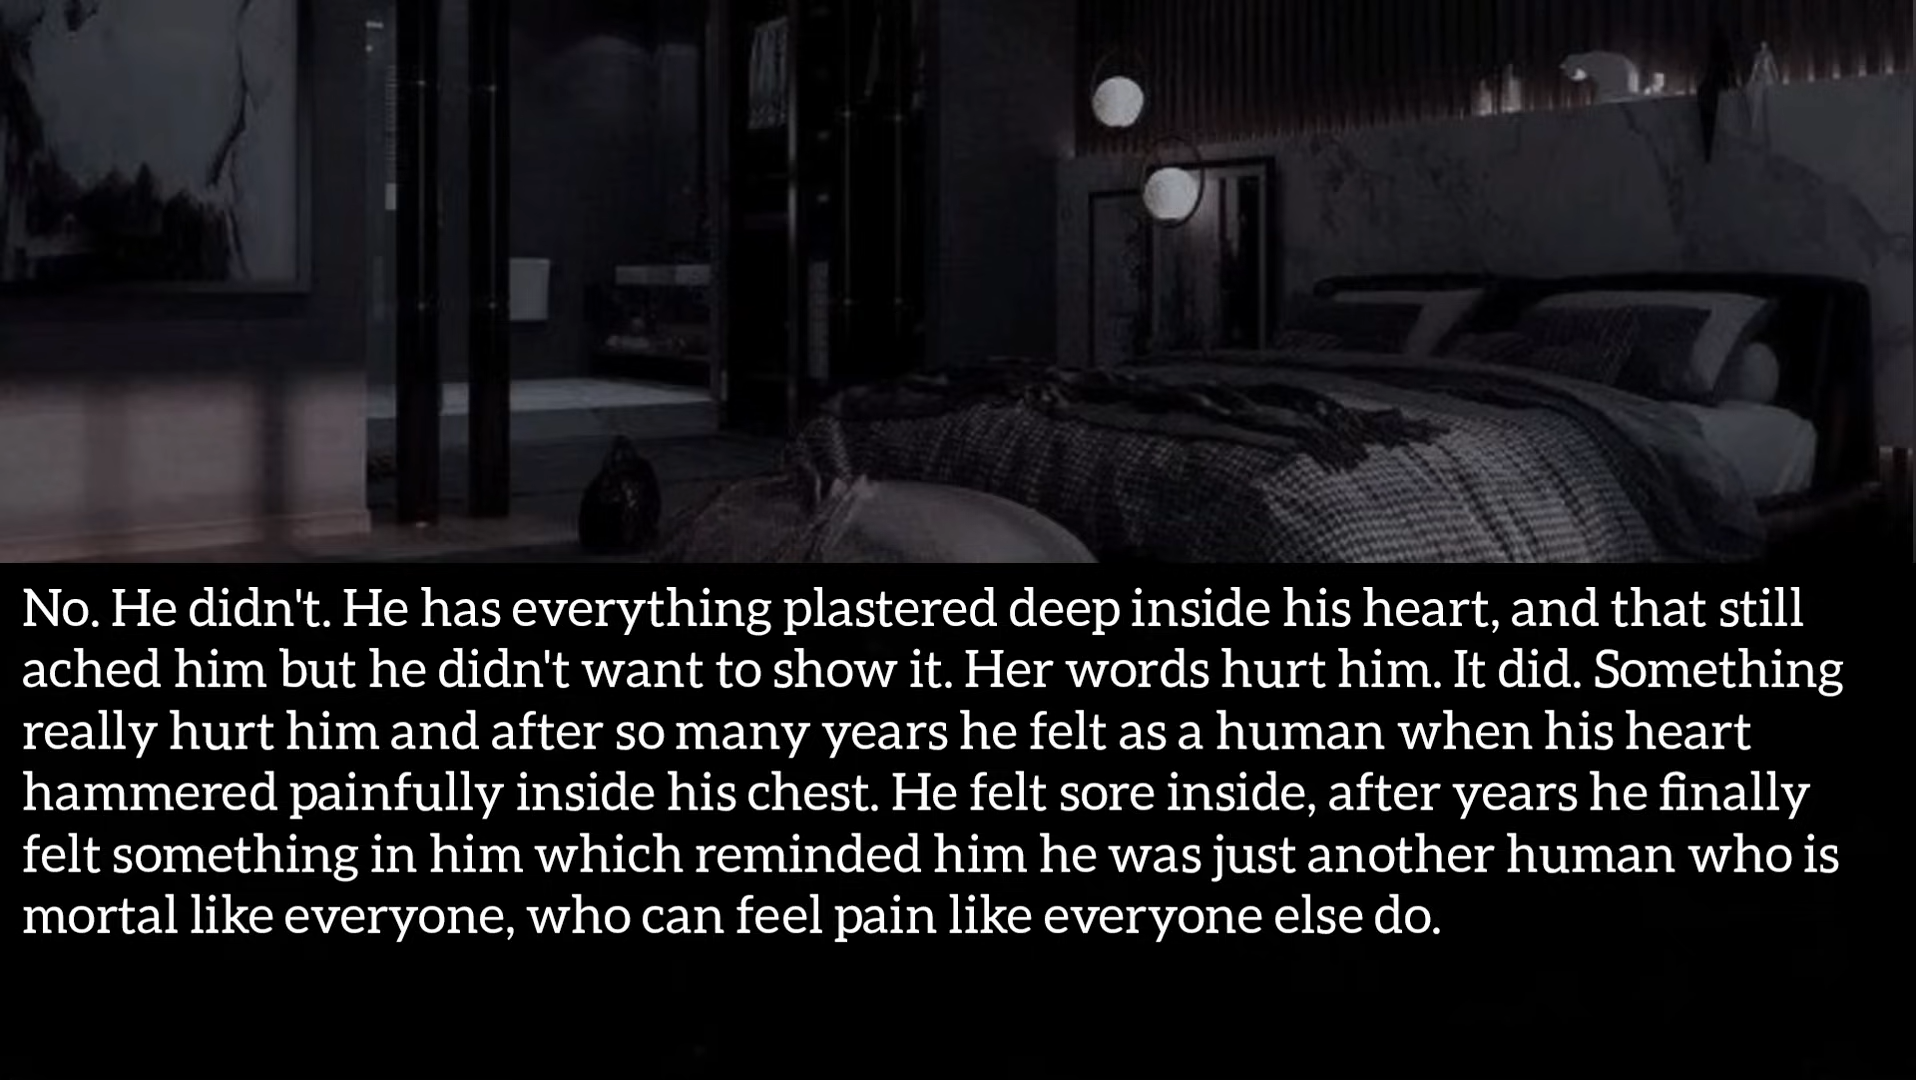 No. He didn't. He has everything plastered deep inside his heart, and that still
ached him but he didn't want to show it. Her words hurt him. It did. Something
really hurt him and after so many years he felt as a human when his heart
hammered painfully inside his chest. He felt sore inside, after years he finally
felt something in him which reminded him he was just another human who is
mortal like everyone, who can feel pain like everyone else do.